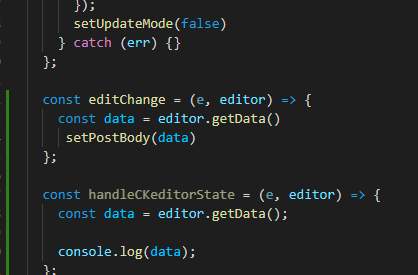 });
setUpdateMode(false)
} catch (err) {}
};
const editChange = (e, editor) => {
const data = editor.getData()
setPostBody(data)
};
const handleCKeditorState = (e, editor) => {
const data = editor.getData();
console.log(data);
};